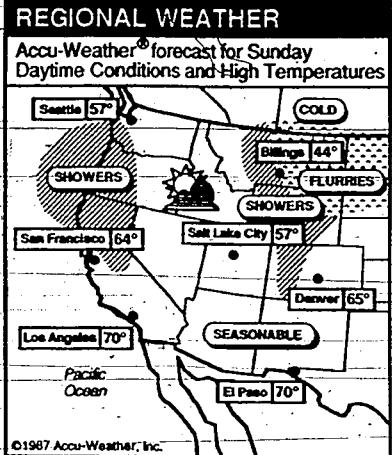 REGIONAL WEATHER
Accu-Weather® forecast for Sunday
Daytime Conditions and High Temperatures
Seattle 57°
COLD
Billings 44°
SHOWERS
FLURRIES
SHOWERS
San Francisco 64°
Salt Lake City 57°
Denver 65°
Los Angeles 70°
SEASONABLE
Pacific
Ocean
El Paso 70°
©1987 Accu-Weather, Inc.